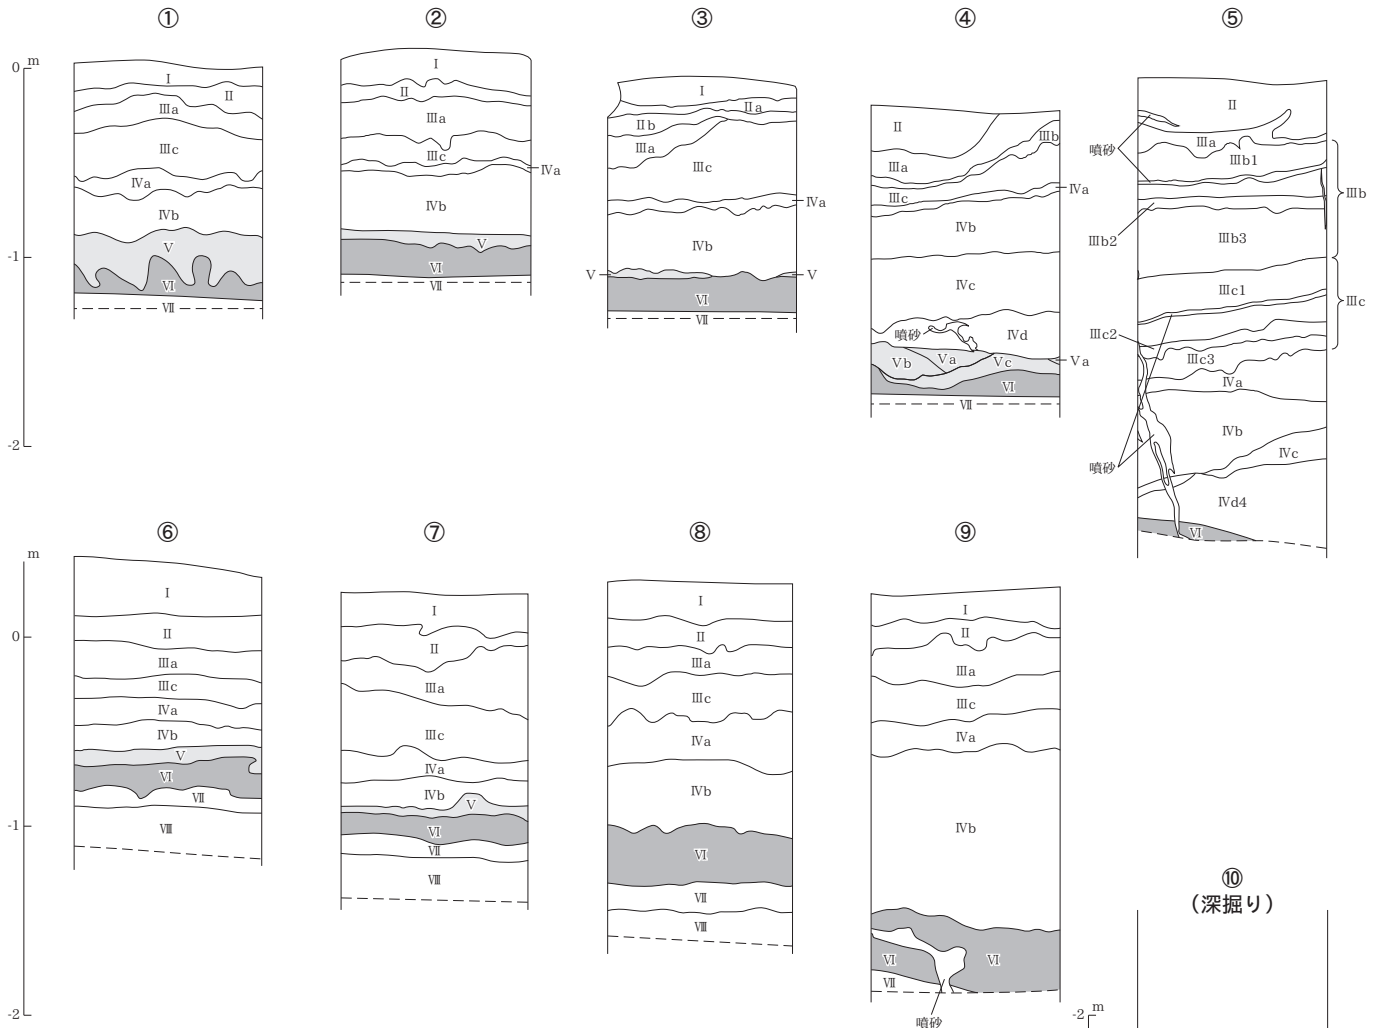 ①
②
③
④
⑤
m
0
-1
-2
Ⅰ
Ⅱ
Ⅲa
Ⅲc
Ⅳa
Ⅳb
Ⅴ
Ⅵ
Ⅶ
Ⅰ
Ⅱ
Ⅲa
Ⅲc
Ⅳa
Ⅳb
Ⅴ
Ⅵ
Ⅶ
Ⅰ
Ⅱa
Ⅱb
Ⅲa
Ⅲc
Ⅳa
Ⅳb
Ⅴ
Ⅴ
Ⅵ
Ⅶ
Ⅱ
Ⅲb
Ⅲa
Ⅲc
Ⅳa
Ⅳb
Ⅳc
噴砂
Ⅳd
Ⅴb
Ⅴa
Ⅴc
Ⅴa
Ⅵ
Ⅶ
Ⅱ
噴砂
Ⅲa
Ⅲb1
Ⅲb
Ⅲb2
Ⅲb3
Ⅲc1
Ⅲc
Ⅲc2
Ⅲc3
Ⅳa
Ⅳb
Ⅳc
噴砂
Ⅳd4
Ⅵ
⑥
⑦
⑧
⑨
m
0
-1
-2
Ⅰ
Ⅱ
Ⅲa
Ⅲc
Ⅳa
Ⅳb
Ⅴ
Ⅵ
Ⅶ
Ⅷ
Ⅰ
Ⅱ
Ⅲa
Ⅲc
Ⅳa
Ⅳb
Ⅴ
Ⅵ
Ⅶ
Ⅷ
Ⅰ
Ⅱ
Ⅲa
Ⅲc
Ⅳa
Ⅳb
Ⅵ
Ⅶ
Ⅷ
Ⅰ
Ⅱ
Ⅲa
Ⅲc
Ⅳa
Ⅳb
Ⅵ
Ⅵ
Ⅶ
噴砂
⑩
（深掘り）
-2
m